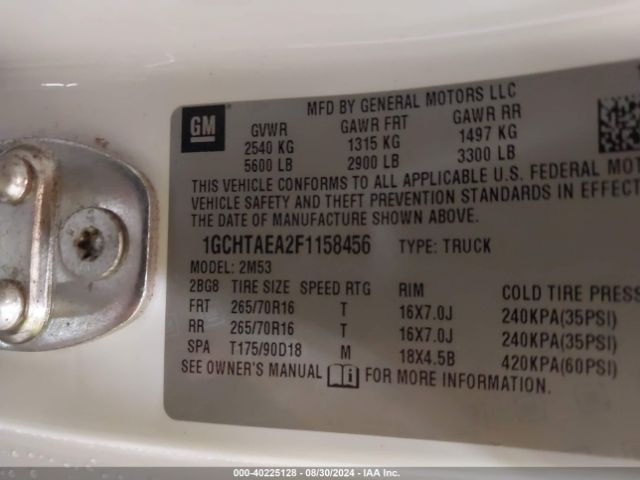 MFD BY GENERAL MOTORS LLC
GM
GVWR GAWR FRT GAWR RR
2540 KG 1315 KG 1497 KG
5600 LB 2900 LB 3300 LB
THIS VEHICLE CONFORMS TO ALL APPLICABLE U.S. FEDERAL MOT
VEHICLE SAFETY AND THEFT PREVENTION STANDARDS IN EFFECT
THE DATE OF MANUFACTURE SHOWN ABOVE.
1GCHTAEA2F1158456 TYPE: TRUCK
MODEL: 2M53
2BG8 TIRE SIZE SPEED RTG RIM COLD TIRE PRESS
FRT 265/70R16 T 16X7.0J 240KPA(35PSI)
RR 265/70R16 T 16X7.0J 240KPA(35PSI)
SPA T175/90D18 M 18X4.5B 420KPA(60PSI)
SEE OWNER'S MANUAL FOR MORE INFORMATION.
000-40225128 - 08/30/2024 - IAA Inc.